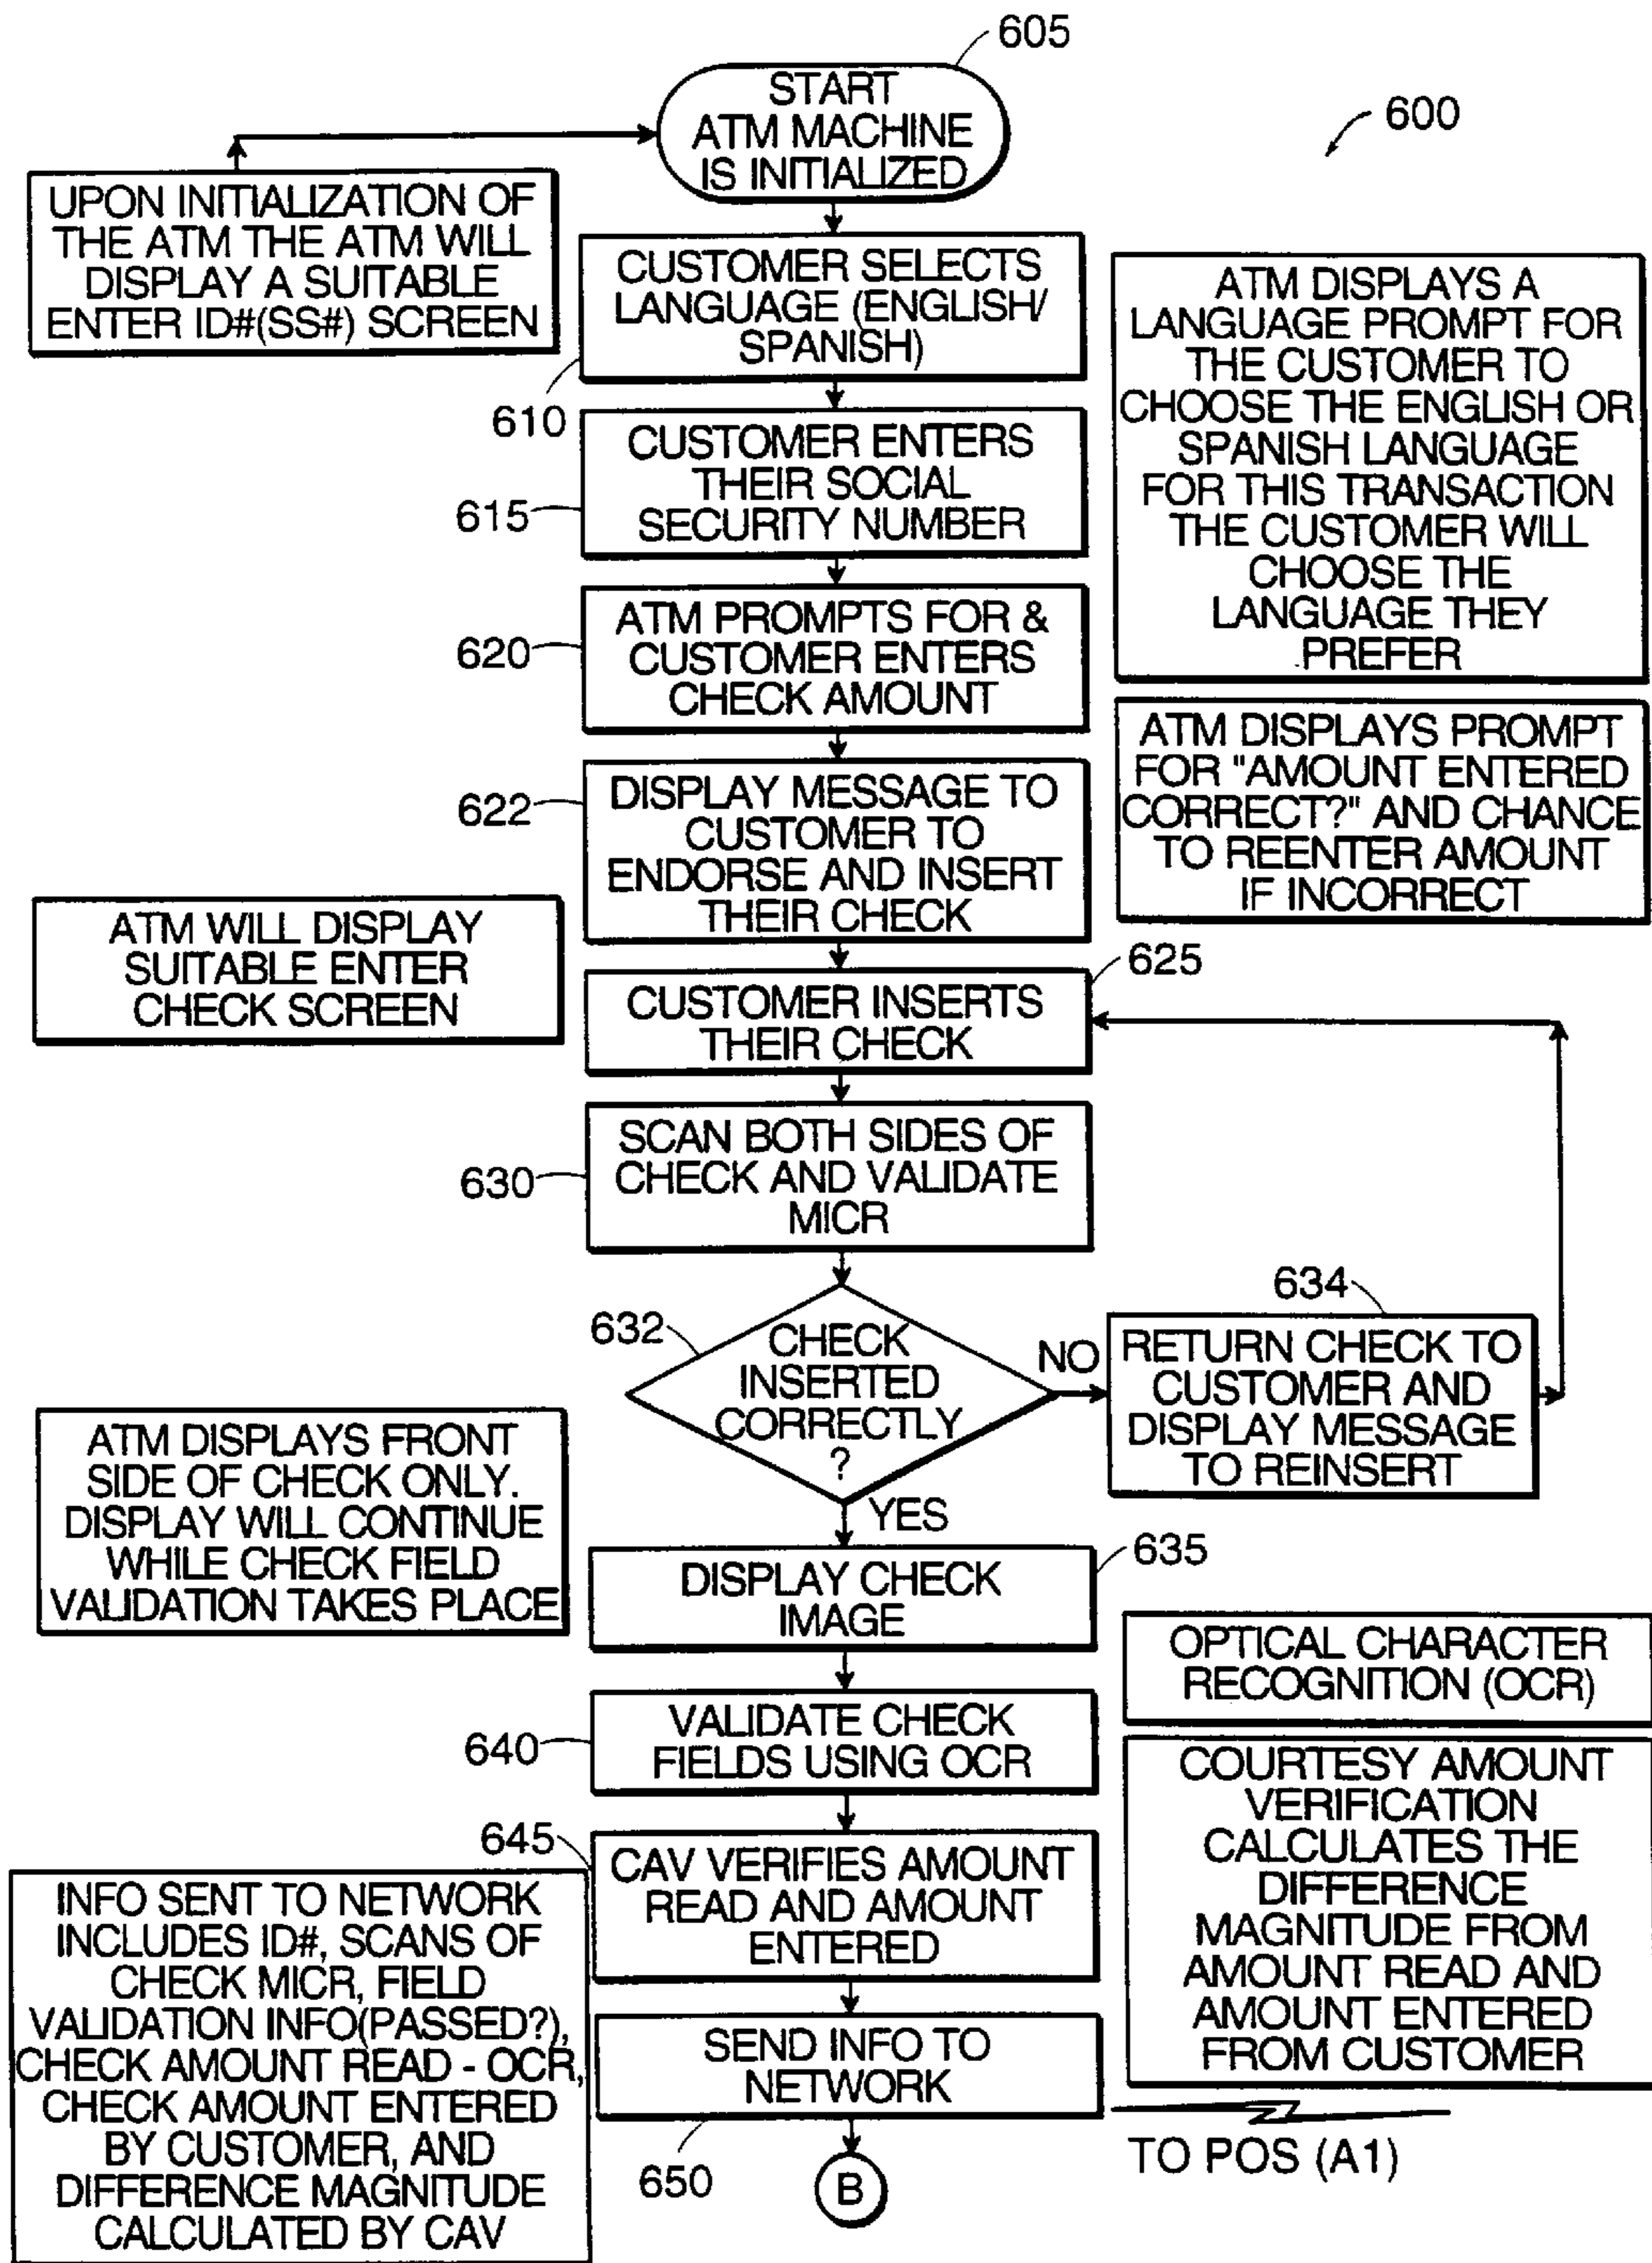 605
START
ATM MACHINE
IS INITIALIZED
600
UPON INITIALIZATION OF
THE ATM THE ATM WILL
DISPLAY A SUITABLE
ENTER ID#(SS#) SCREEN
CUSTOMER SELECTS
LANGUAGE (ENGLISH/
SPANISH)
610
ATM DISPLAYS A
LANGUAGE PROMPT FOR
THE CUSTOMER TO
CHOOSE THE ENGLISH OR
SPANISH LANGUAGE
FOR THIS TRANSACTION
THE CUSTOMER WILL
CHOOSE THE
LANGUAGE THEY
PREFER
CUSTOMER ENTERS
THEIR SOCIAL
SECURITY NUMBER
615
ATM PROMPTS FOR &
CUSTOMER ENTERS
CHECK AMOUNT
620
ATM DISPLAYS PROMPT
FOR "AMOUNT ENTERED
CORRECT?" AND CHANCE
TO REENTER AMOUNT
IF INCORRECT
622
DISPLAY MESSAGE TO
CUSTOMER TO
ENDORSE AND INSERT
THEIR CHECK
ATM WILL DISPLAY
SUITABLE ENTER
CHECK SCREEN
625
CUSTOMER INSERTS
THEIR CHECK
630
SCAN BOTH SIDES OF
CHECK AND VALIDATE
MICR
632
CHECK
INSERTED
CORRECTLY
?
NO
634
RETURN CHECK TO
CUSTOMER AND
DISPLAY MESSAGE
TO REINSERT
YES
ATM DISPLAYS FRONT
SIDE OF CHECK ONLY.
DISPLAY WILL CONTINUE
WHILE CHECK FIELD
VALIDATION TAKES PLACE
635
DISPLAY CHECK
IMAGE
OPTICAL CHARACTER
RECOGNITION (OCR)
640
VALIDATE CHECK
FIELDS USING OCR
COURTESY AMOUNT
VERIFICATION
CALCULATES THE
DIFFERENCE
MAGNITUDE FROM
AMOUNT READ AND
AMOUNT ENTERED
FROM CUSTOMER
645
CAV VERIFIES AMOUNT
READ AND AMOUNT
ENTERED
INFO SENT TO NETWORK
INCLUDES ID#, SCANS OF
CHECK MICR, FIELD
VALIDATION INFO(PASSED?),
CHECK AMOUNT READ - OCR,
CHECK AMOUNT ENTERED
BY CUSTOMER, AND
DIFFERENCE MAGNITUDE
CALCULATED BY CAV
SEND INFO TO
NETWORK
650
TO POS (A1)
B